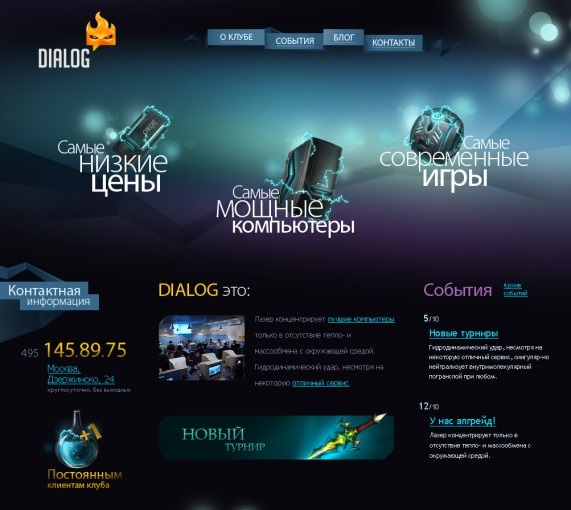 DIALOG
О КЛУБЕ
СОБЫТИЯ
БЛОГ
КОНТАКТЫ
Самые
низкие
цены
Самые
мощные
компьютеры
Самые
современные
игры
Контактная
информация
495 145.89.75
Москва,
Дзержинско, 24
круглосуточно, без выходных
+1
Постоянным
клиентам клуба
DIALOG это:
Лазер концентрирует лучшие компьютеры
только в отсутствие тепло- и
массообмена с окружающей средой.
Гидродинамический удар, несмотря на
некоторую отличный сервис
НОВЫЙ
ТУРНИР
События
Архив
событий
5/10
Новые турниры
Гидродинамический удар, несмотря на
некоторую отличный сервис, сингуляр-но
нейтрализует внутримолекулярный
погранслой при любом.
12/10
У нас апгрейд!
Лазер концентрирует только в
отсутствие тепло- и массообмена с
окружающей средой.